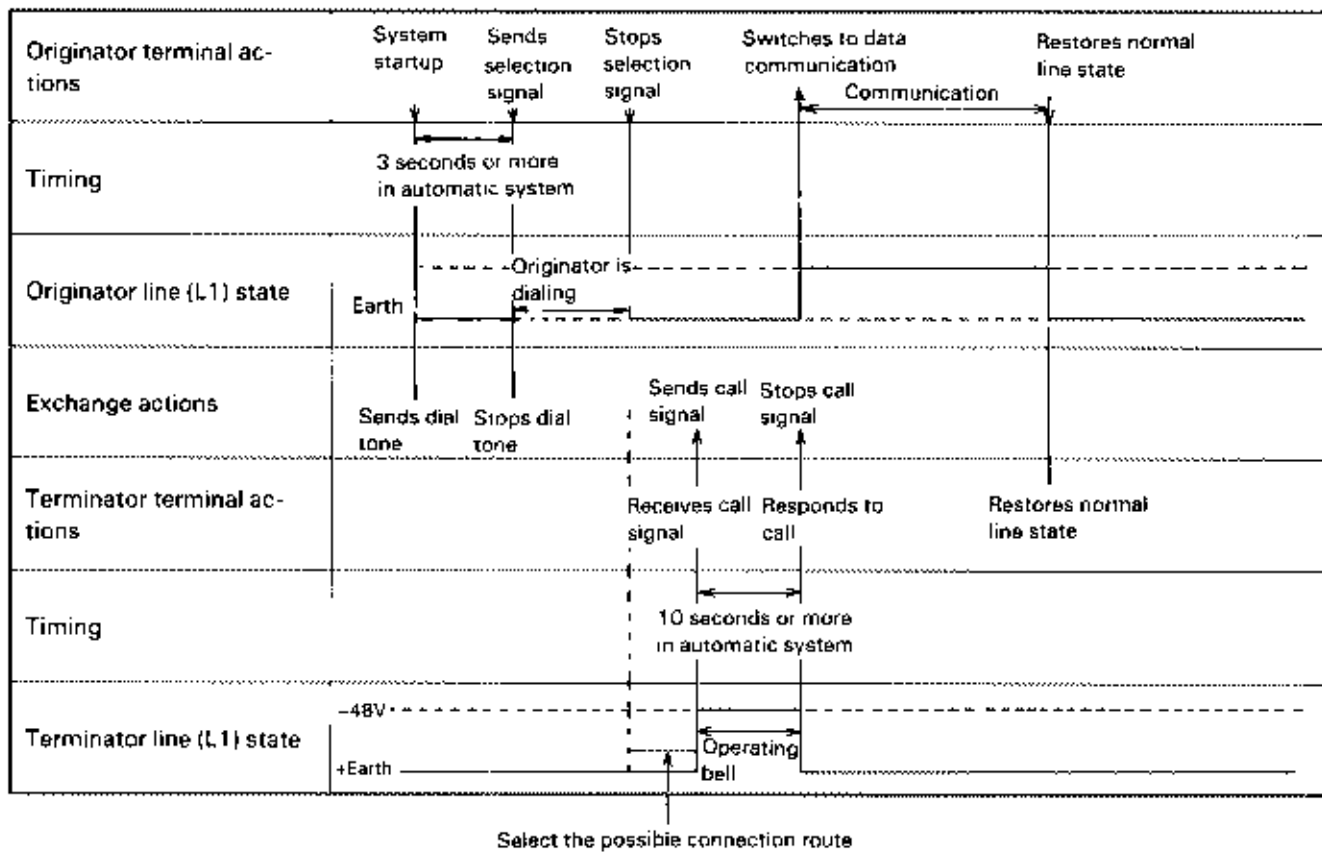 Originator terminal ac-
tions
System
startup
Sends
selection
signal
Stops
selection
signal
Switches to data
communication
Communication
Restores normal
line state
Timing
3 seconds or more
in automatic system
Originator line (L1) state
Earth
Originator is
dialing
Exchange actions
Sends dial
tone
Stops dial
tone
Sends call
signal
Stops call
signal
Terminator terminal ac-
tions
Receives call
signal
Responds to
call
Restores normal
line state
Timing
10 seconds or more
in automatic system
Terminator line (L1) state
–48V
+Earth
Operating
bell
Select the possible connection route